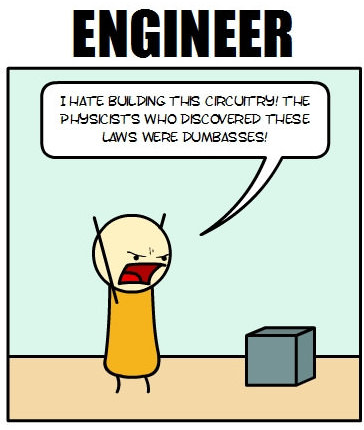 ENGINEER
I HATE BUILDING THIS CIRCUITRY! THE
PHYSICISTS WHO DISCOVERED THESE
LAWS WERE DUMBASSES!